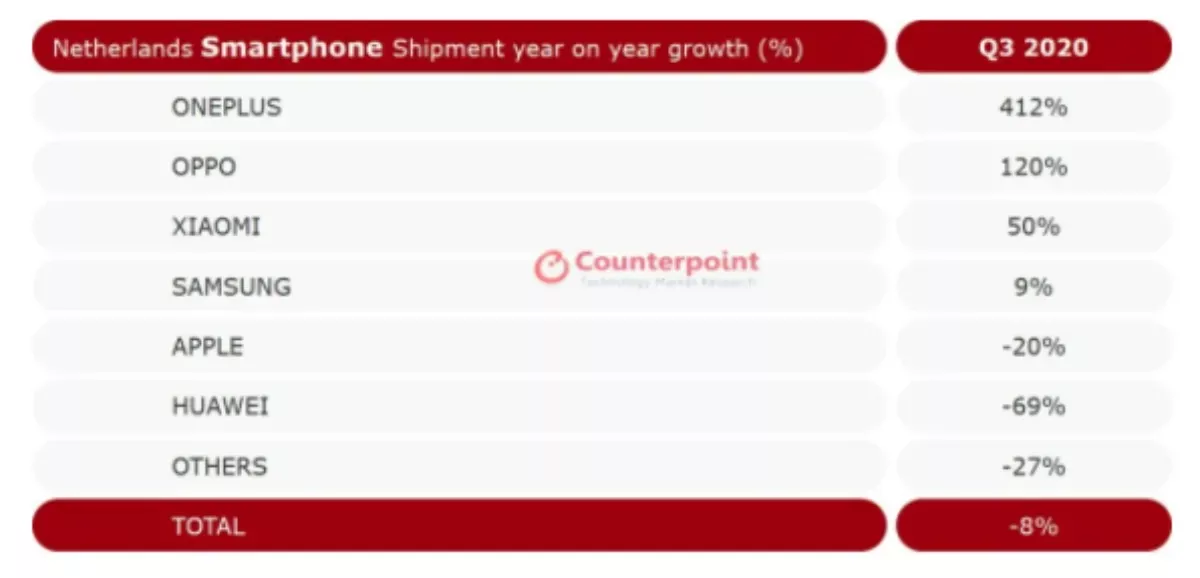 Netherlands Smartphone Shipment year on year growth (%) Q3 2020
ONEPLUS 412%
OPPO 120%
XIAOMI 50%
Counterpoint
Technology Market Research
SAMSUNG 9%
APPLE -20%
HUAWEI -69%
OTHERS -27%
TOTAL -8%